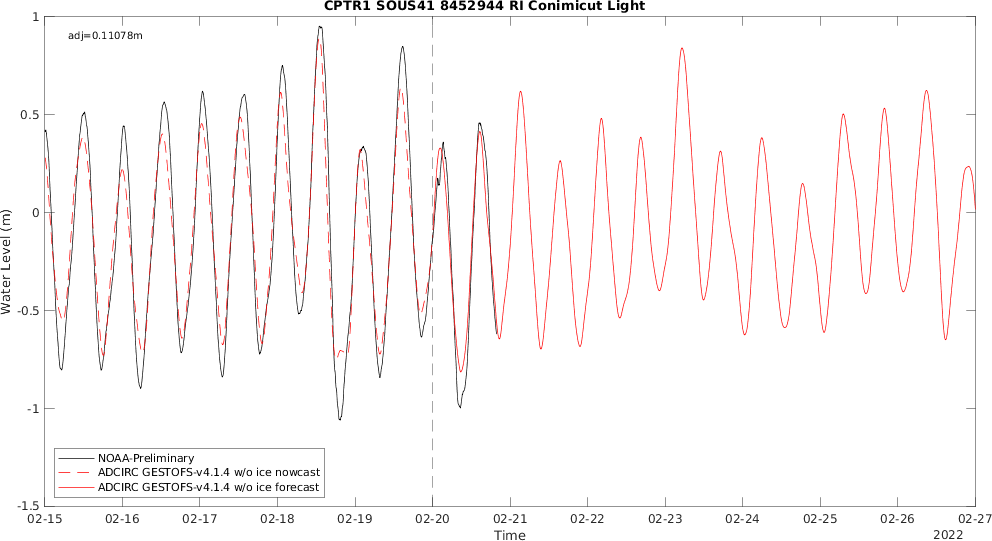 CPTR1 SOUS41 8452944 RI Conimicut Light
adj=0.11078m
1
0.5
0
-0.5
-1
-1.5
Water Level (m)
NOAA-Preliminary
ADCIRC GESTOFS-v4.1.4 w/o ice nowcast
ADCIRC GESTOFS-v4.1.4 w/o ice forecast
02-15 02-16 02-17 02-18 02-19 02-20 02-21 02-22 02-23 02-24 02-25 02-26 02-27
Time
2022